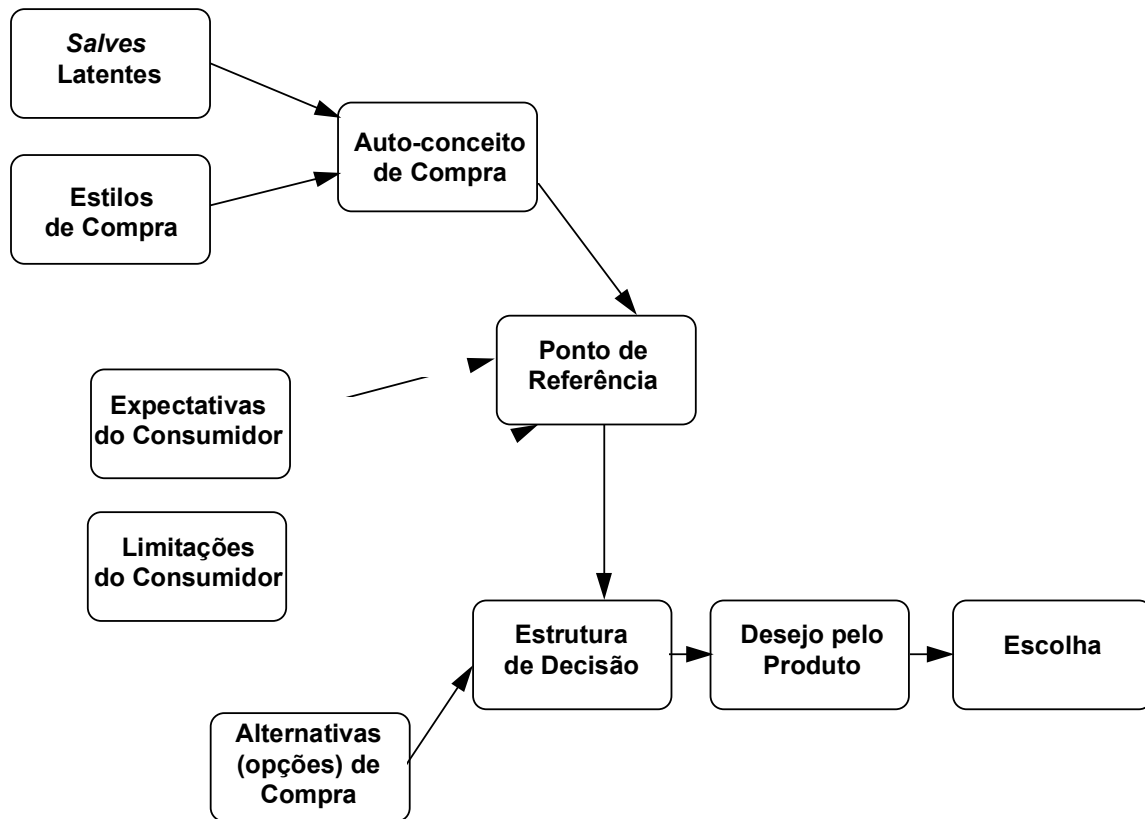 Salves
Latentes
Auto-conceito
de Compra
Estilos
de Compra
Ponto de
Referência
Expectativas
do Consumidor
Limitações
do Consumidor
Estrutura
de Decisão
Desejo pelo
Produto
Escolha
Alternativas
(opções) de
Compra